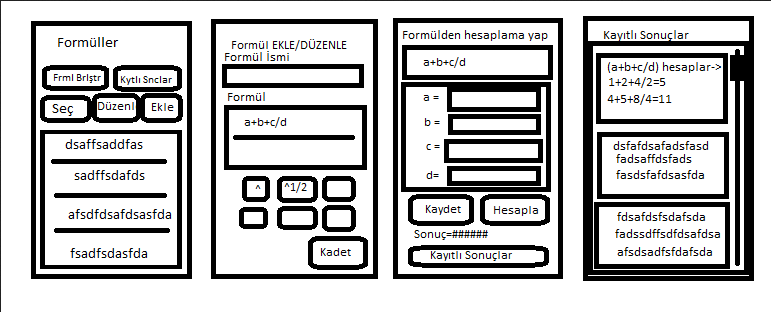 Formüller
Frml Brlştr
Kytlı Snclar
Seç
Düzenl
Ekle
dsaffsaddfas
sadffsdafds
afsdfdsafdsasfda
fsadfsdasfda
Formül EKLE/DÜZENLE
Formül İsmi
Formül
a+b+c/d
^
^1/2
Kadet
Formülden hesaplama yap
a+b+c/d
a =
b =
c =
d=
Kaydet
Hesapla
Sonuç=######
Kayıtlı Sonuçlar
Kayıtlı Sonuçlar
(a+b+c/d) hesaplar->
1+2+4/2=5
4+5+8/4=11
dsfafdsafadsfasd
fadsaffdsfads
fasdsfafdsasfda
fdsafdsfsdafsda
fadssdffsdfdsafdsa
afsdsadfsfdafsda